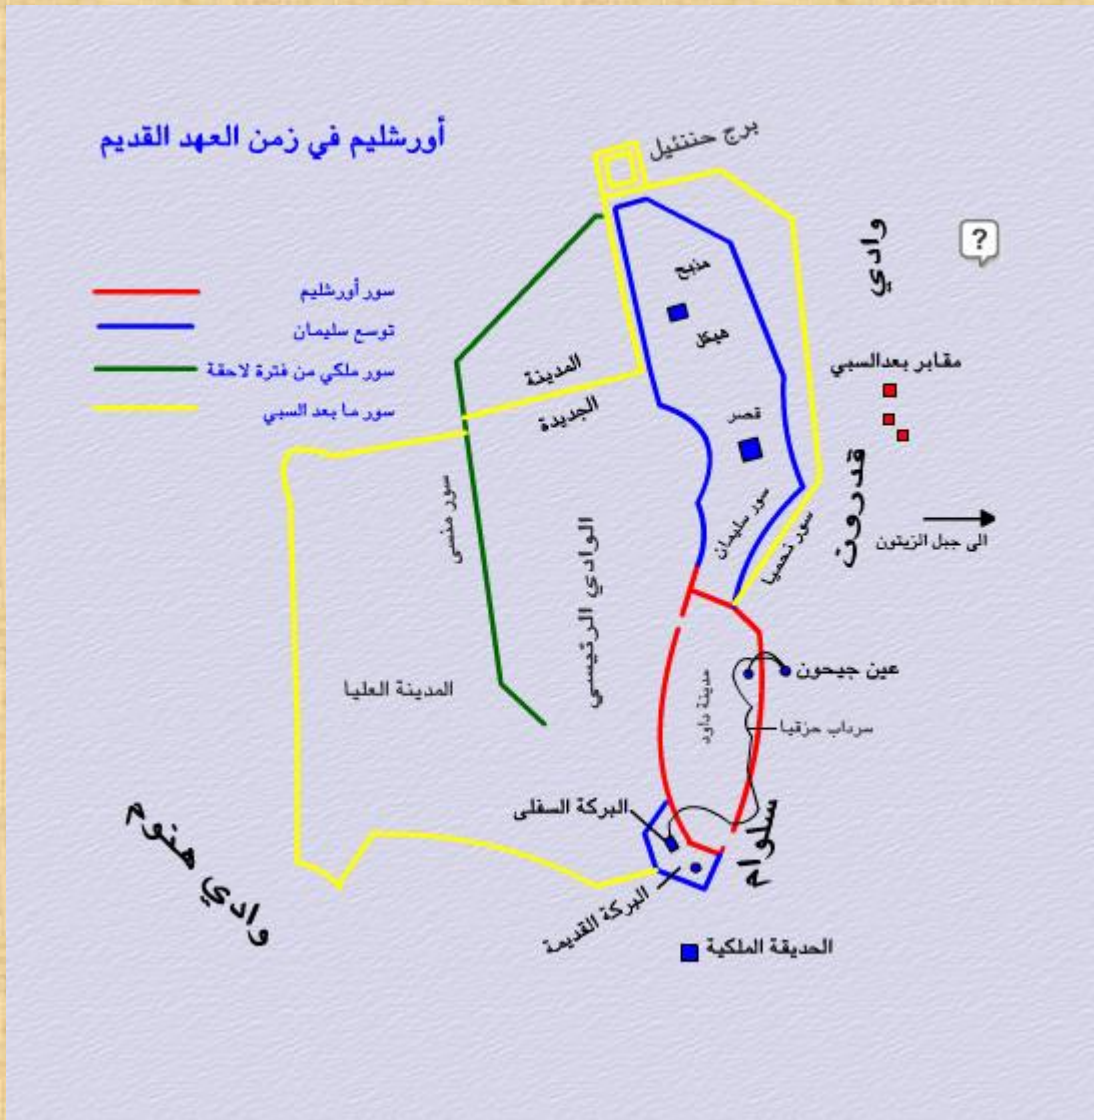 أورشليم في زمن العهد القديم
برج حننئيل
وادي
?
سور أورشليم
توسع سليمان
سور ملكي من فترة لاحقة
سور ما بعد السبي
مذبح
هيكل
مقابر بعدالسبي
المدينة
الجديدة
قصر
قدروت
سور منسى
سور سليمان
سور نحميا
الى جبل الزيتون
الوادي الرئيسي
عين جيحون
المدينة العليا
مدينة داود
سرداب حزقيا
البركة السفلى
سلوام
وادي هنوم
البركة القديمة
الحديقة الملكية